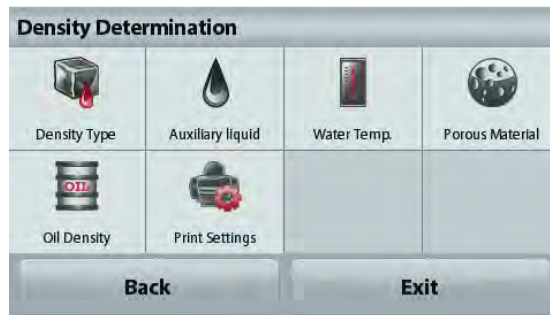 Density Determination
Density Type
Auxiliary liquid
Water Temp.
Porous Material
OIL
Oil Density
Print Settings
Back
Exit